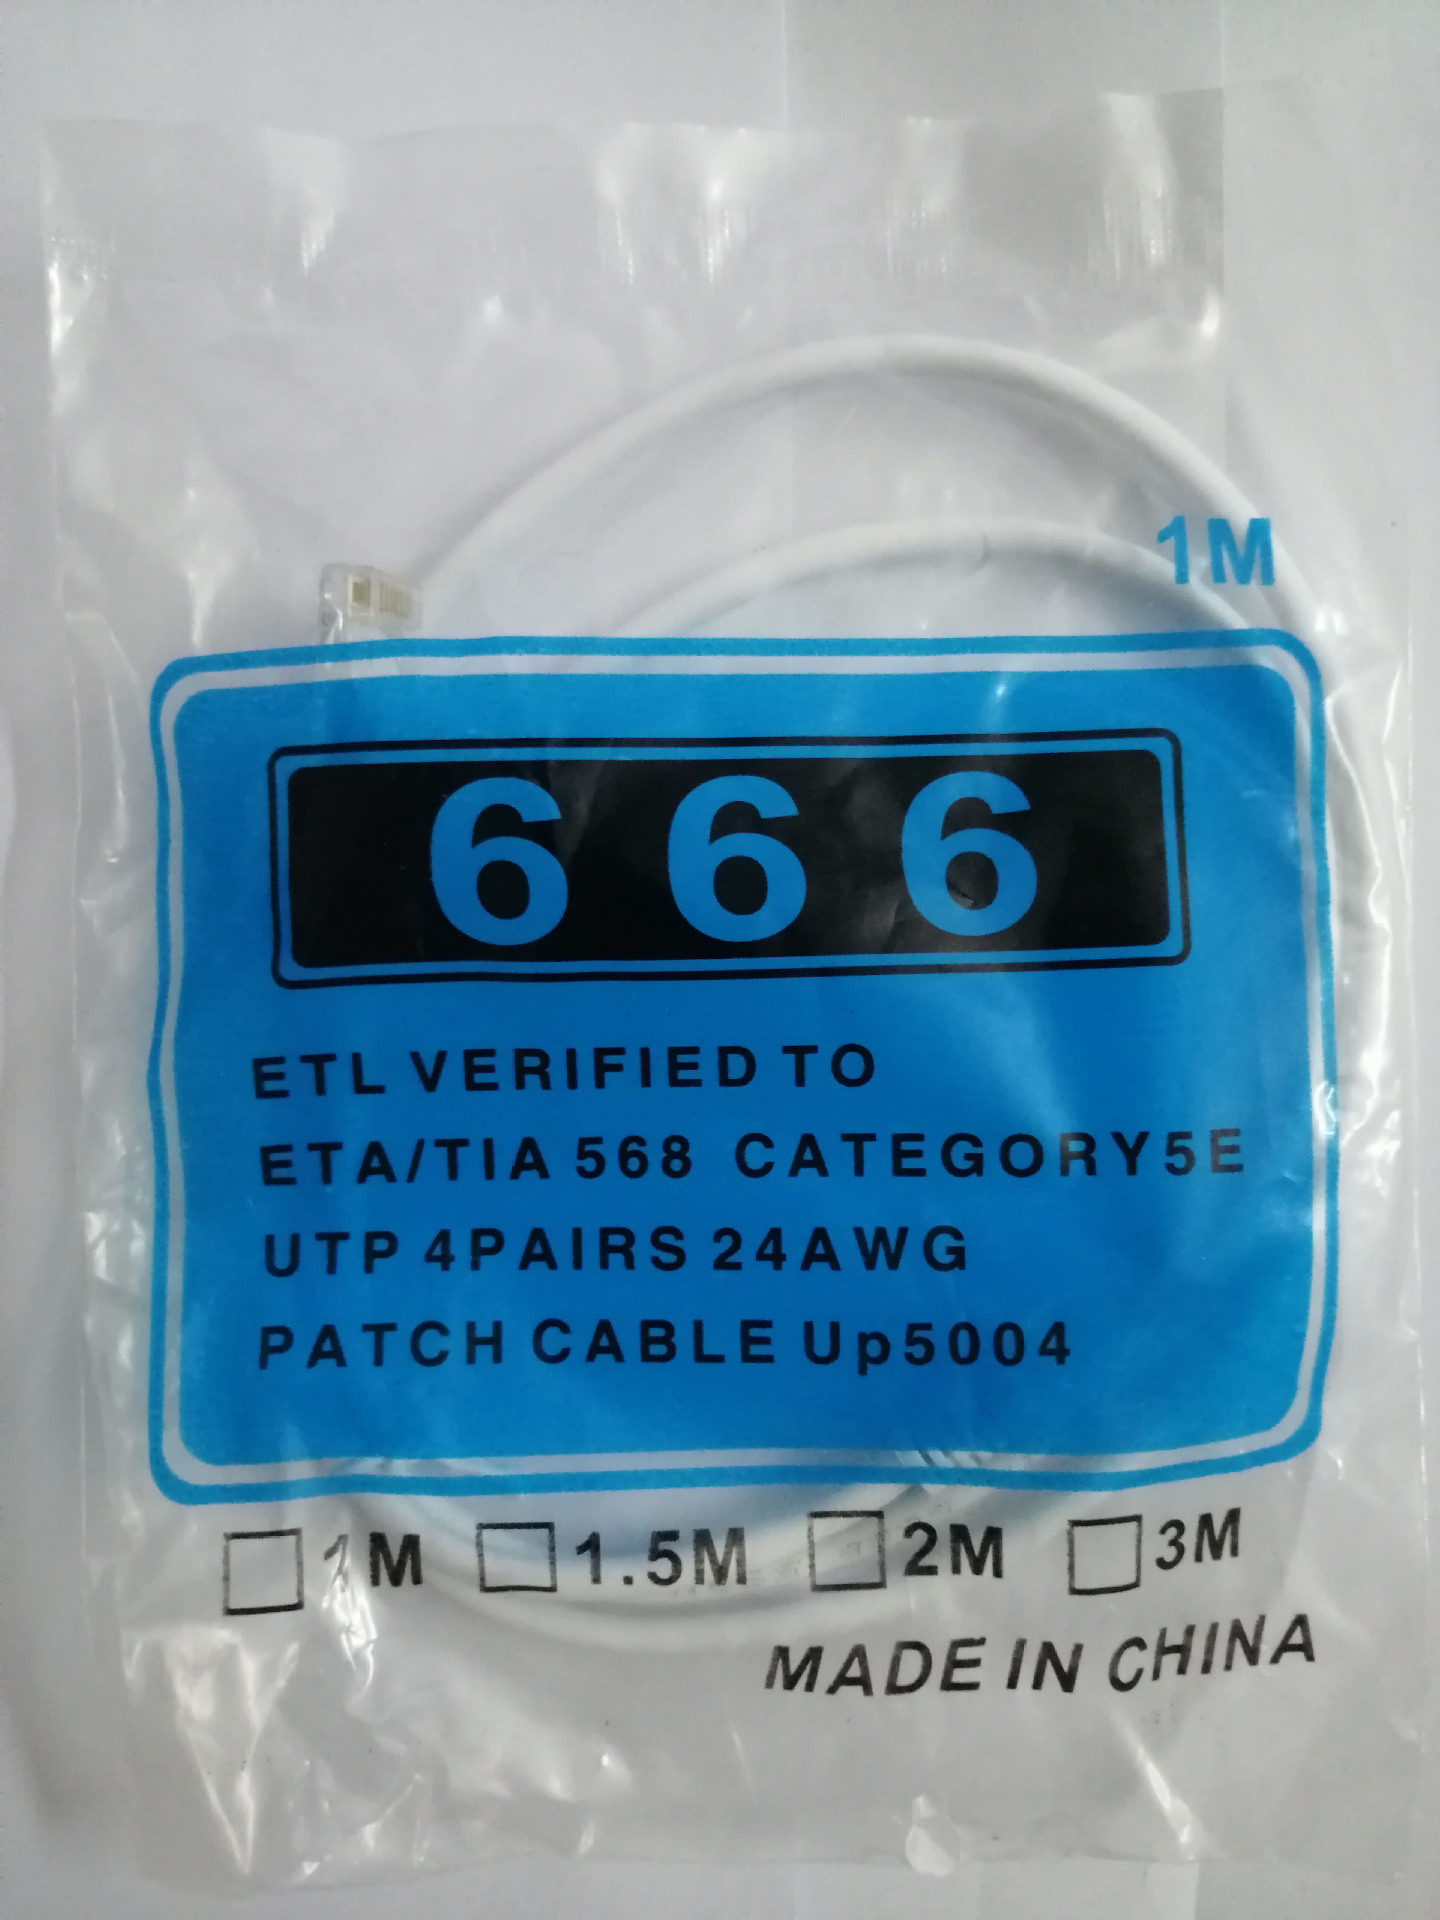 1M
666
ETL VERIFIED TO
ETA/TIA 568 CATEGORY5E
UTP 4PAIRS 24AWG
PATCH CABLE Up5004
1M 1.5M 2M 3M
MADE IN CHINA